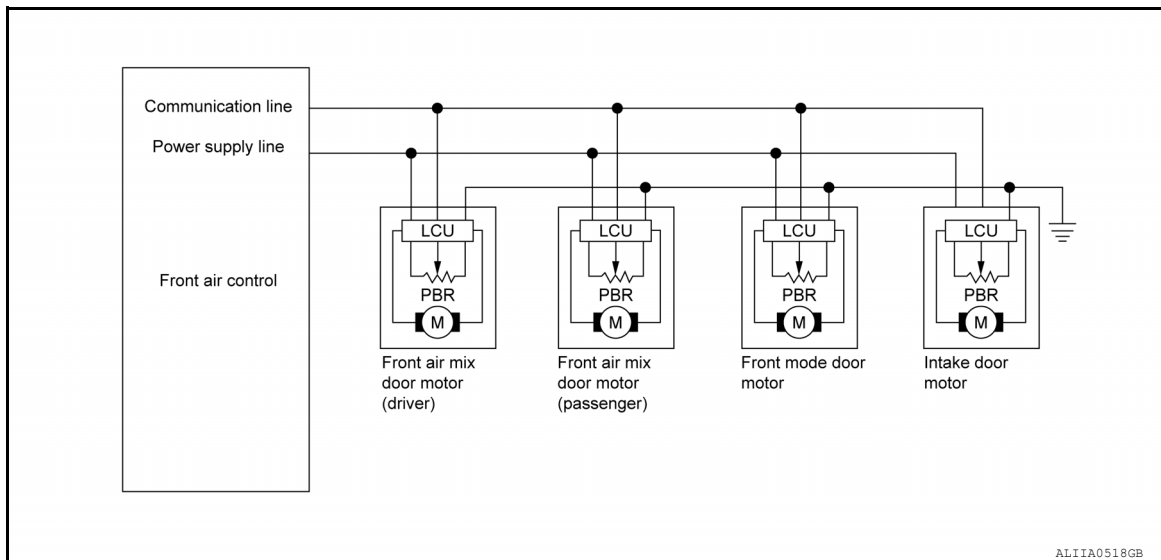 Communication line
Power supply line
Front air control
LCU
LCU
LCU
LCU
PBR
PBR
PBR
PBR
M
M
M
M
Front air mix
door motor
(driver)
Front air mix
door motor
(passenger)
Front mode door
motor
Intake door
motor
ALIIA0518GB